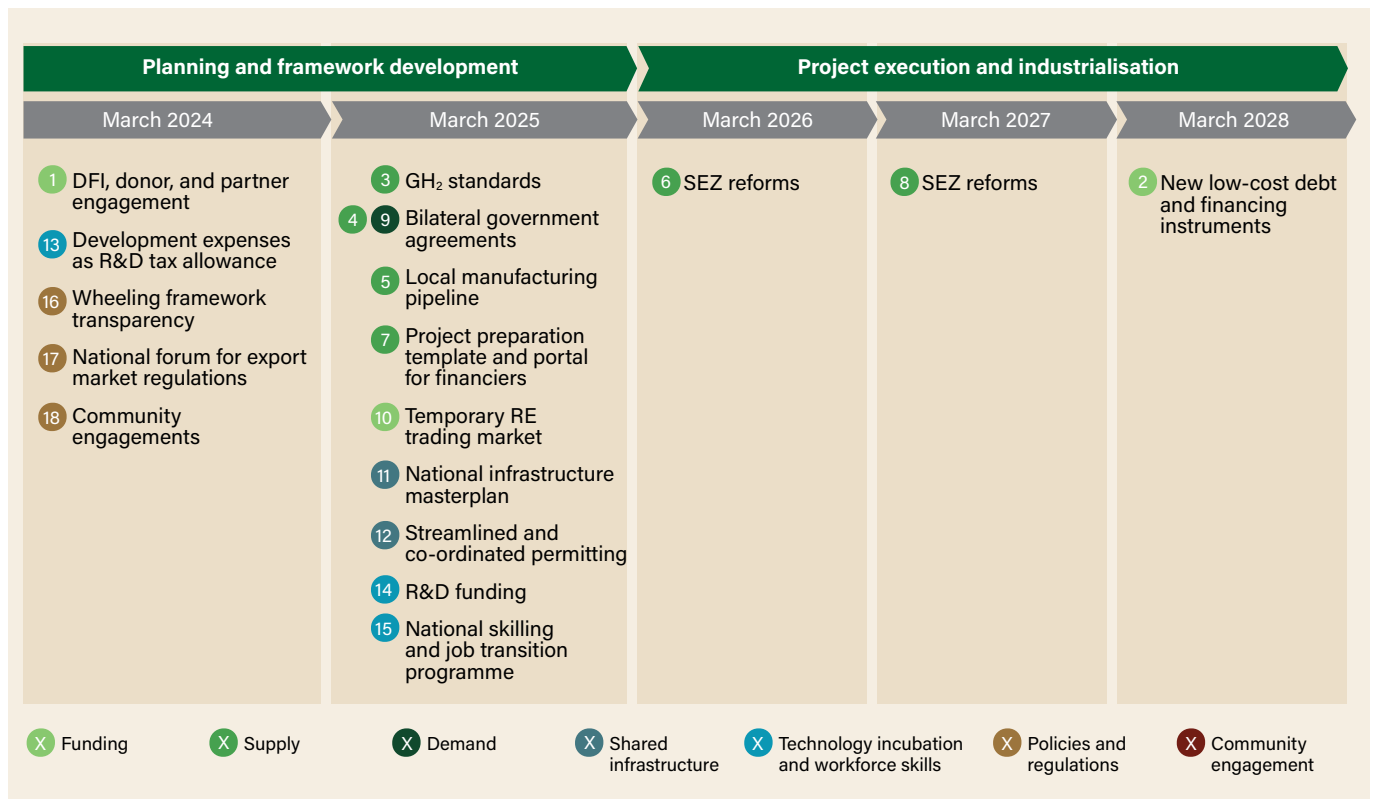 Planning and framework development
Project execution and industrialisation
March 2024
March 2025
March 2026
March 2027
March 2028
1 DFI, donor, and partner
engagement
13 Development expenses
as R&D tax allowance
16 Wheeling framework
transparency
17 National forum for export
market regulations
18 Community
engagements
3 GH₂ standards
4 9 Bilateral government
agreements
5 Local manufacturing
pipeline
7 Project preparation
template and portal
for financiers
10 Temporary RE
trading market
11 National infrastructure
masterplan
12 Streamlined and
co-ordinated permitting
14 R&D funding
15 National skilling
and job transition
programme
6 SEZ reforms
8 SEZ reforms
2 New low-cost debt
and financing
instruments
X Funding
X Supply
X Demand
X Shared
infrastructure
X Technology incubation
and workforce skills
X Policies and
regulations
X Community
engagement